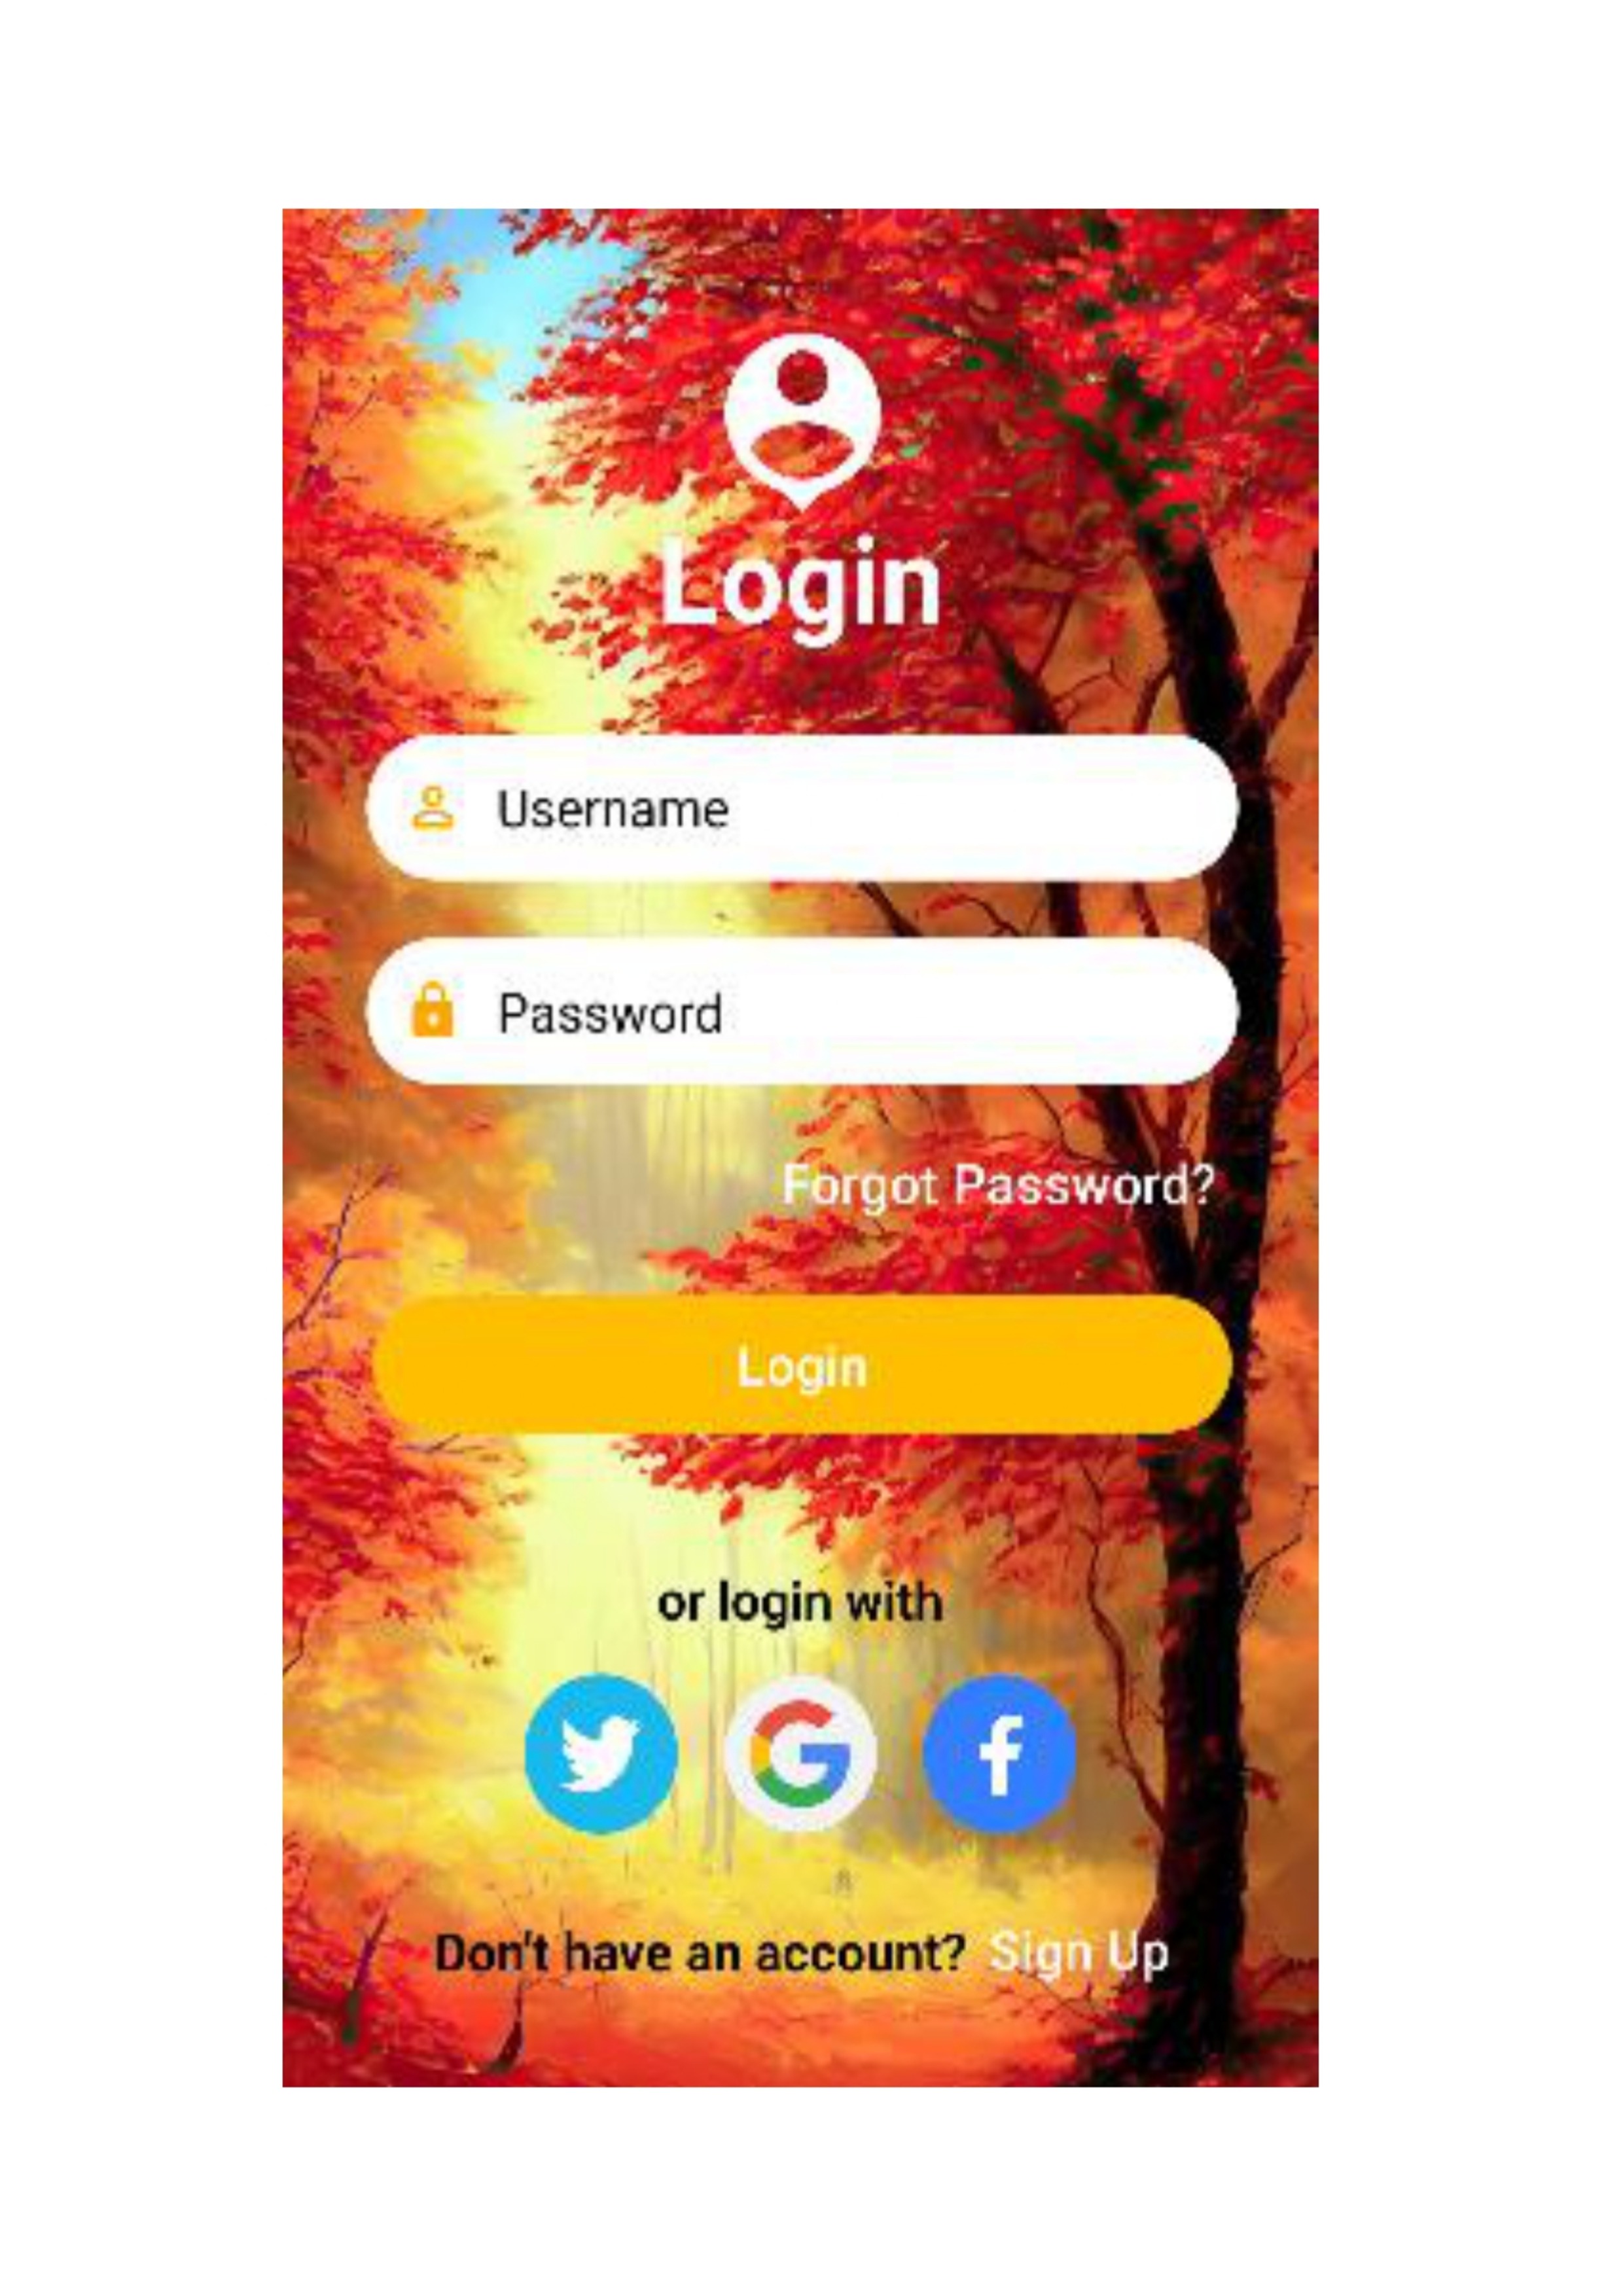 Login
Username
Password
Forgot Password?
Login
or login with
Don't have an account? Sign Up